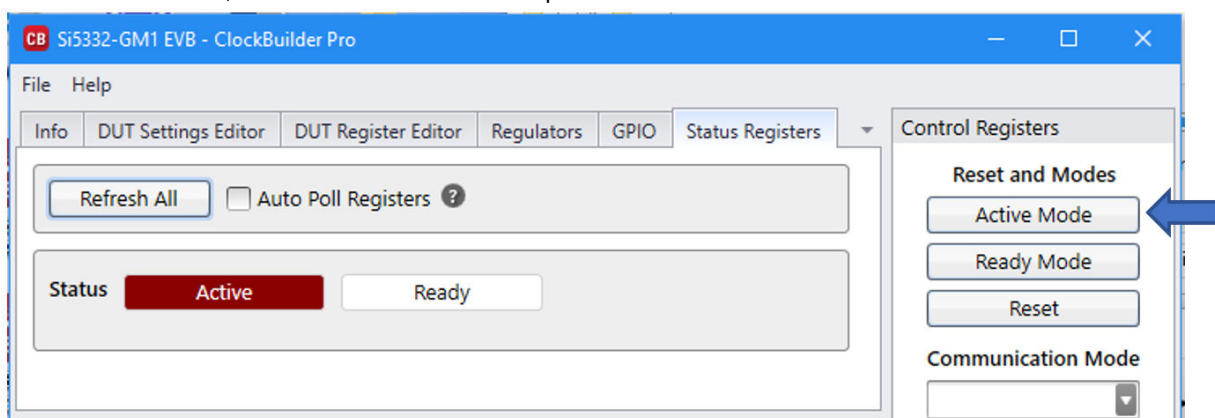 CB Si5332-GM1 EVB - ClockBuilder Pro
File Help
Info DUT Settings Editor DUT Register Editor Regulators GPIO Status Registers
Refresh All Auto Poll Registers ?
Status Active Ready
Control Registers
Reset and Modes
Active Mode
Ready Mode
Reset
Communication Mode